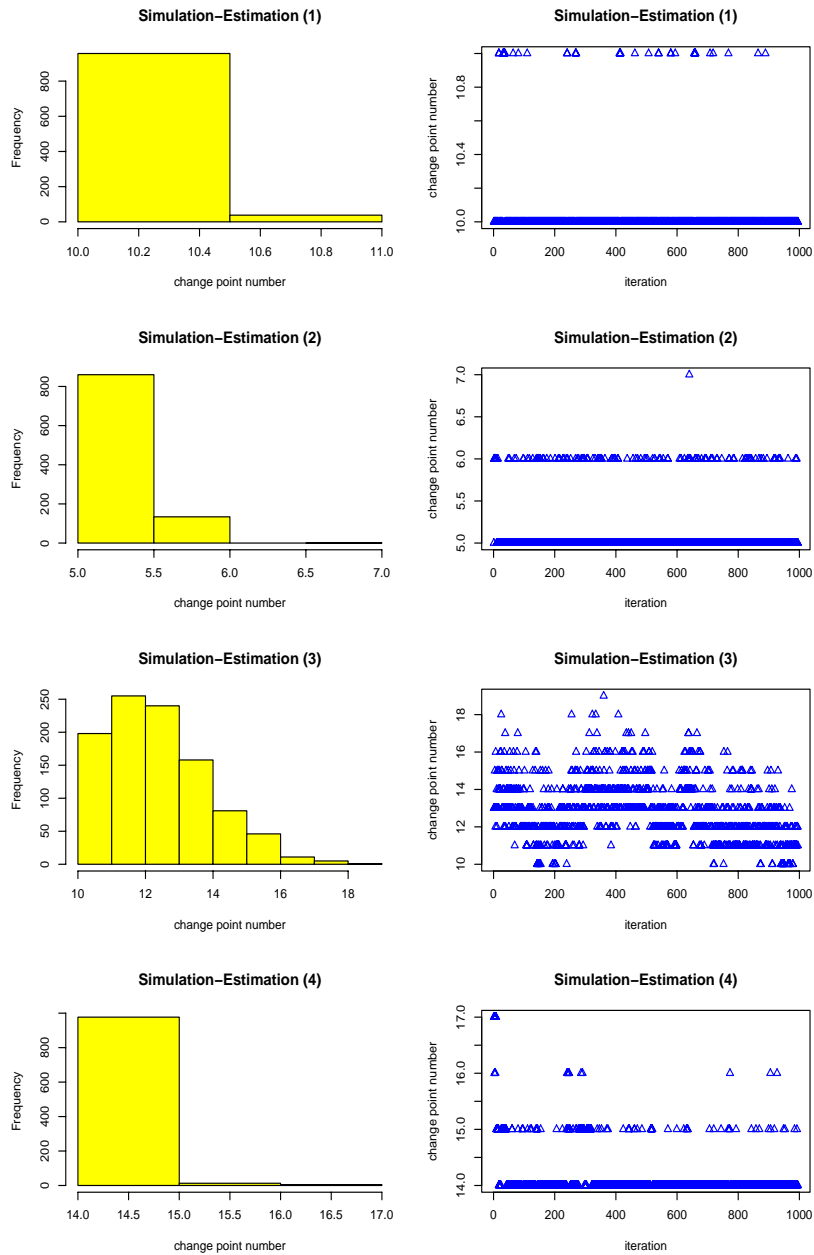 Simulation−Estimation (1)
Frequency
0 200 400 600 800
10.0 10.2 10.4 10.6 10.8 11.0
change point number
Simulation−Estimation (1)
change point number
10.0 10.4 10.8
0 200 400 600 800 1000
iteration
Simulation−Estimation (2)
Frequency
0 200 400 600 800
5.0 5.5 6.0 6.5 7.0
change point number
Simulation−Estimation (2)
change point number
5.0 5.5 6.0 6.5 7.0
0 200 400 600 800 1000
iteration
Simulation−Estimation (3)
Frequency
0 50 100 150 200 250
10 12 14 16 18
change point number
Simulation−Estimation (3)
change point number
10 12 14 16 18
0 200 400 600 800 1000
iteration
Simulation−Estimation (4)
Frequency
0 200 400 600 800
14.0 14.5 15.0 15.5 16.0 16.5 17.0
change point number
Simulation−Estimation (4)
change point number
14.0 15.0 16.0 17.0
0 200 400 600 800 1000
iteration